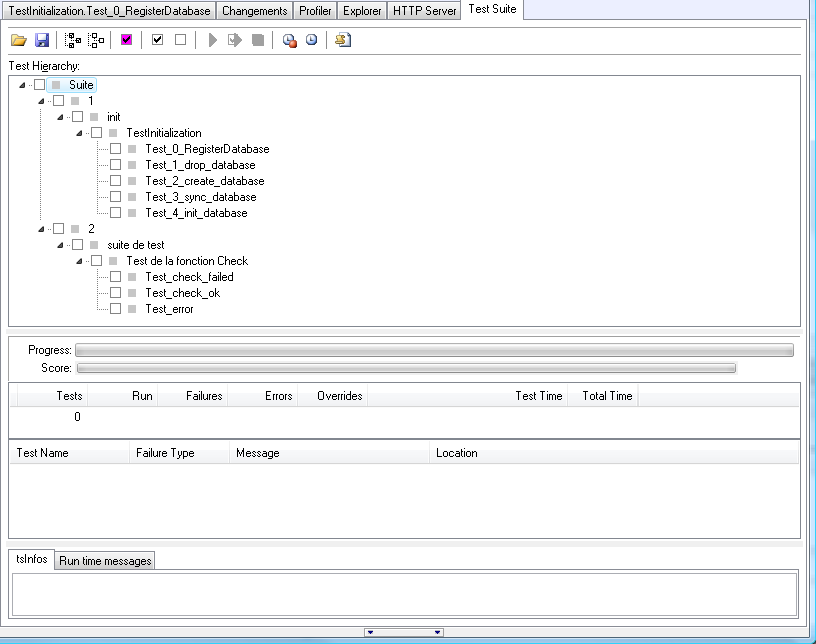 TestInitialization.Test_0_RegisterDatabase Changements Profiler Explorer HTTP Server Test Suite
Test Hierarchy:
Suite
1
init
TestInitialization
Test_0_RegisterDatabase
Test_1_drop_database
Test_2_create_database
Test_3_sync_database
Test_4_init_database
2
suite de test
Test de la fonction Check
Test_check_failed
Test_check_ok
Test_error
Progress:
Score:
Tests Run Failures Errors Overrides Test Time Total Time
0
Test Name Failure Type Message Location
tsInfos Run time messages